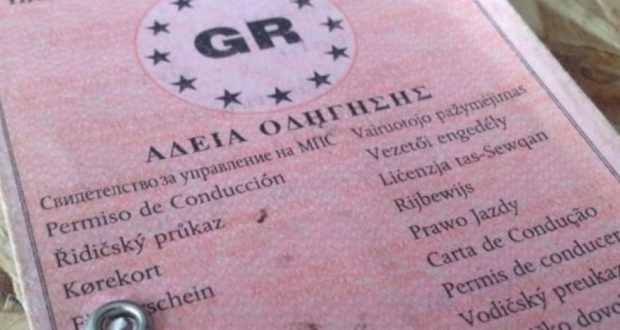 GR
ΑΔΕΙΑ ΟΔΗΓΗΣΗΣ
Свидетелство за управление на МПС
Permiso de Conducción
Řidičský průkaz
Kørekort
Vairuotojo pažymėjimas
Vezetői engedély
Liċenzja tas-Sewqan
Rijbewijs
Prawo Jazdy
Carta de Condução
Permis de conducere
Vodičský preukaz